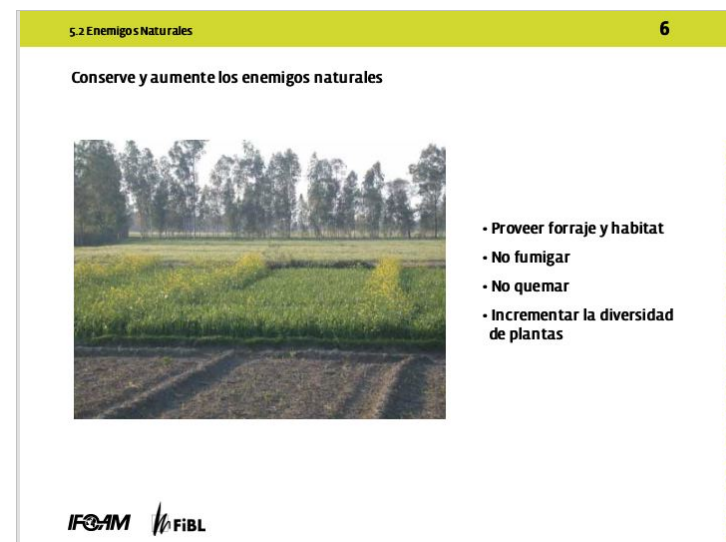 5.2 Enemigos Naturales
6
Conserve y aumente los enemigos naturales
• Proveer forraje y habitat
• No fumigar
• No quemar
• Incrementar la diversidad
de plantas
IFOAM
FiBL